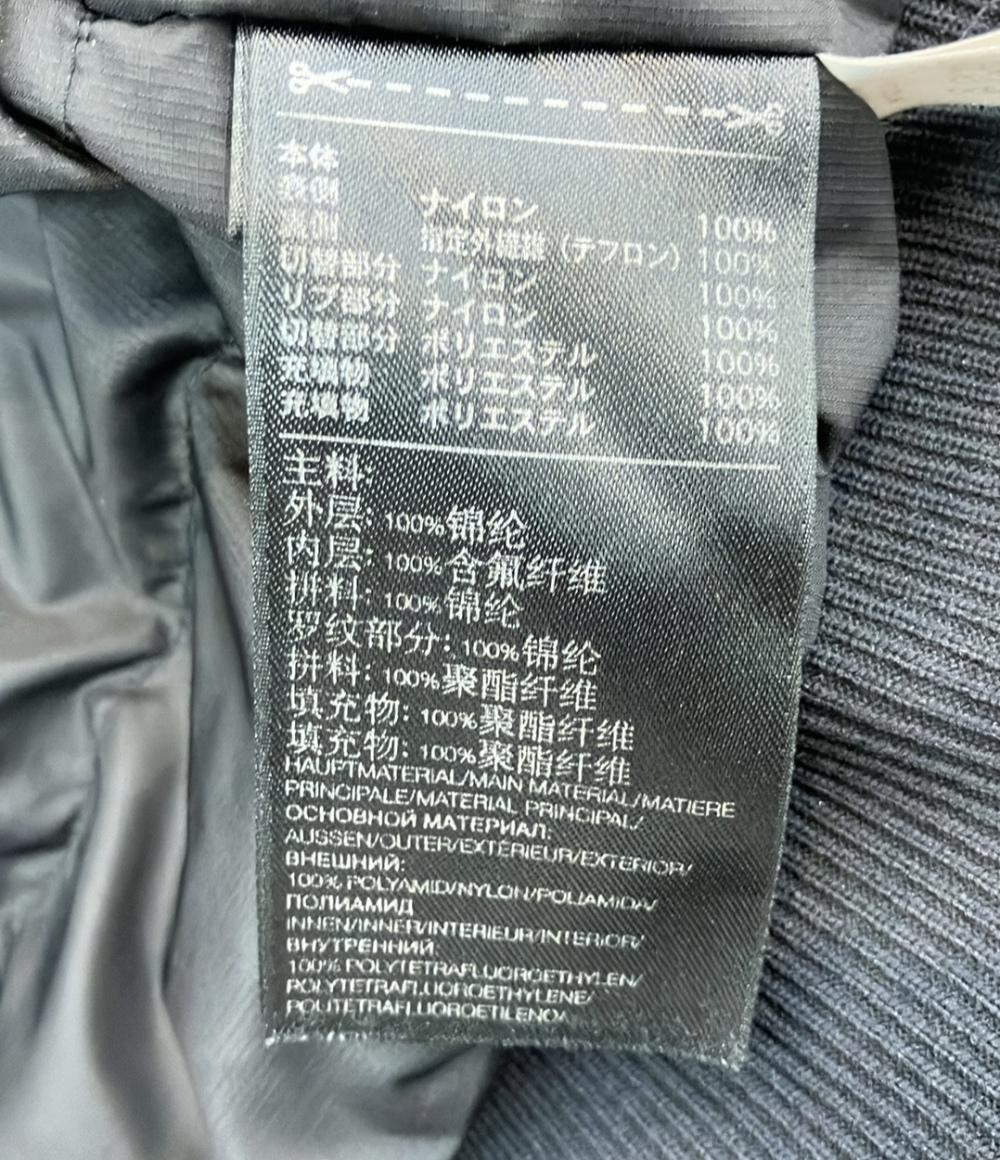 本体
表側 ナイロン 100%
裏側 指定外繊維(テフロン) 100%
切替部分 ナイロン 100%
リブ部分 ナイロン 100%
切替部分 ポリエステル 100%
充填物 ポリエステル 100%
充填物 ポリエステル 100%
主料:
外层: 100%锦纶
内层: 100%含氟纤维
拼料: 100%锦纶
罗纹部分: 100%锦纶
拼料: 100%聚酯纤维
填充物: 100%聚酯纤维
填充物: 100%聚酯纤维
HAUPTMATERIAL/MAIN MATERIAL/MATIERE
PRINCIPALE/MATERIAL PRINCIPAL/
ОСНОВНОЙ МАТЕРИАЛ:
AUSSEN/OUTER/EXTÉRIEUR/EXTERIOR/
ВНЕШНИЙ:
100% POLYAMID/NYLON/POLIAMIDA/
ПОЛИАМИД
INNEN/INNER/INTERIEUR/INTERIOR/
ВНУТРЕННИЙ
100% POLYTETRAFLUOROETHYLEN/
POLYTETRAFLUOROETHYLENE/
POLITETRAFLUOROETILENO/